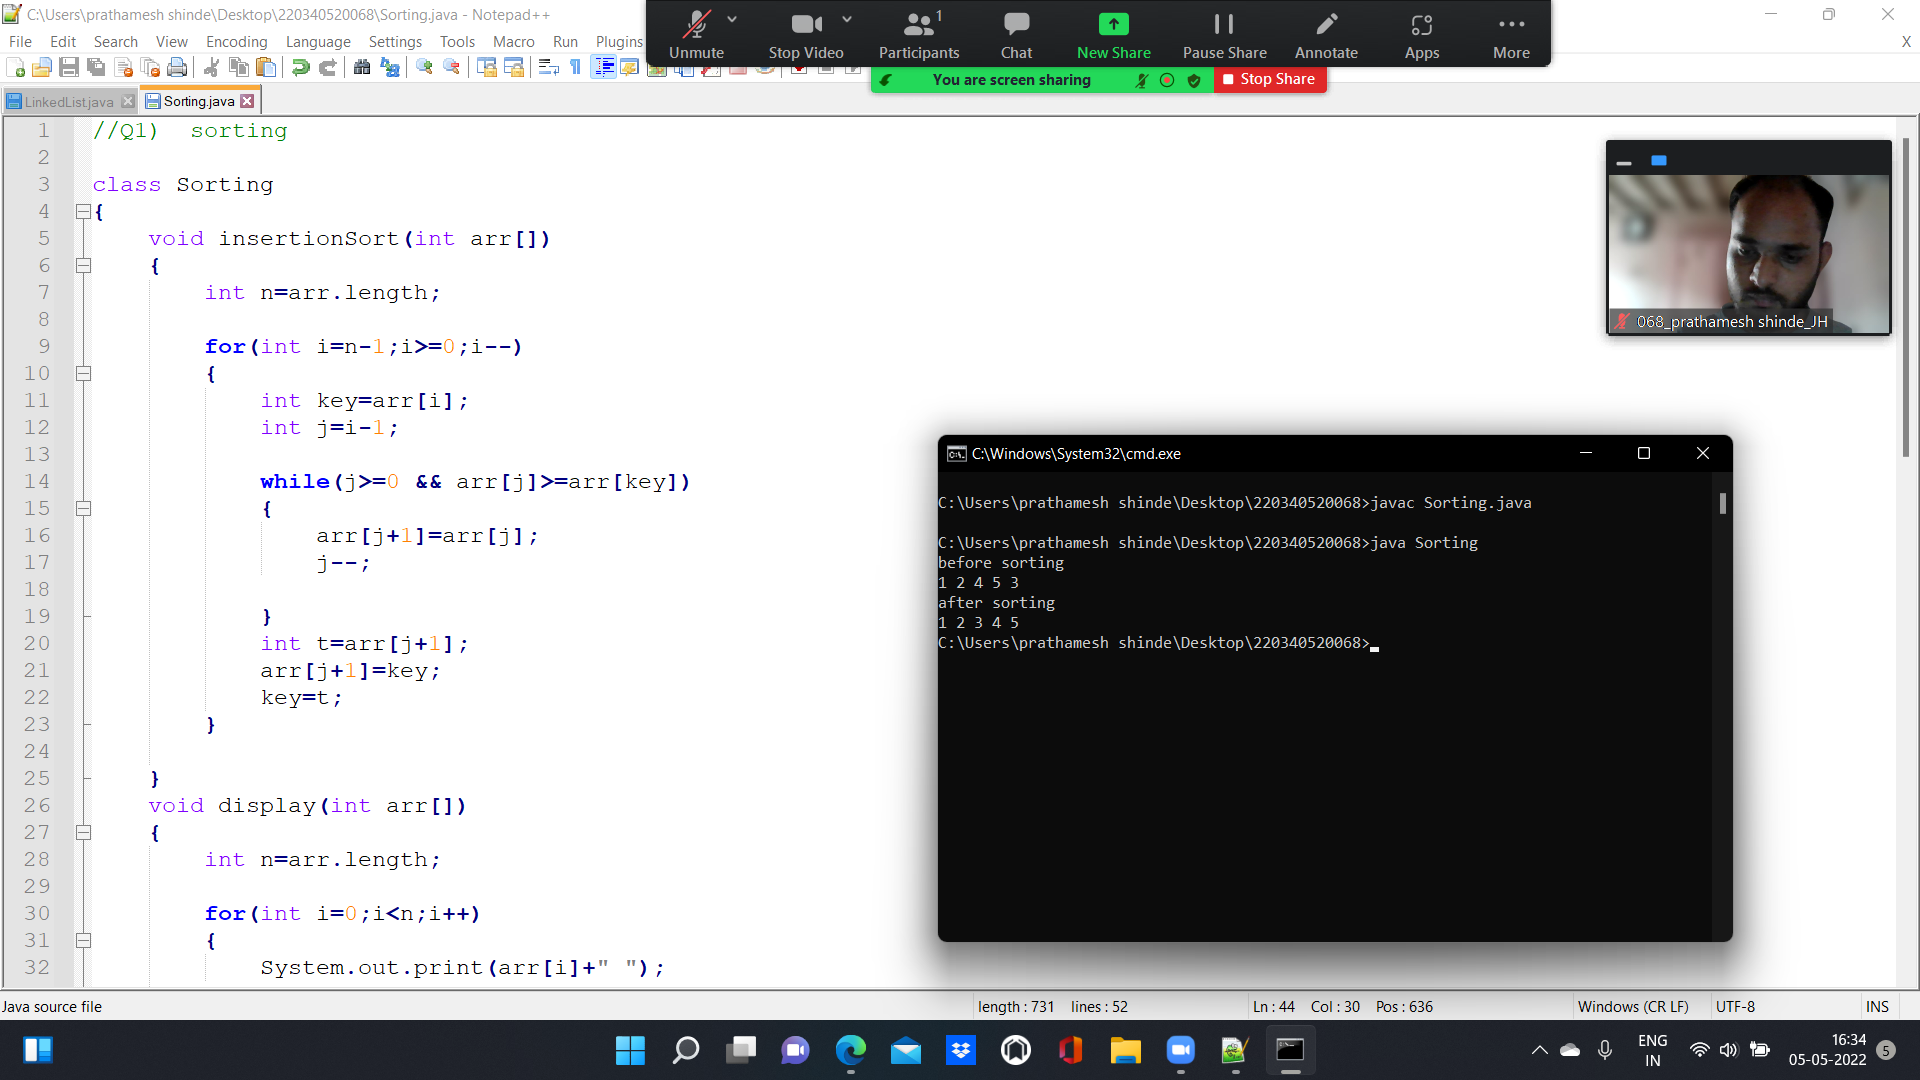 C:\Users\prathamesh shinde\Desktop\220340520068\Sorting.java - Notepad++
File Edit Search View Encoding Language Settings Tools Macro Run Plugins
X
Unmute Stop Video Participants 1 Chat New Share Pause Share Annotate Apps More
You are screen sharing Stop Share
LinkedList.java Sorting.java
1 //Q1) sorting
2
3 class Sorting
4 {
5 void insertionSort(int arr[])
6 {
7 int n=arr.length;
8
9 for(int i=n-1;i>=0;i--)
10 {
11 int key=arr[i];
12 int j=i-1;
13
14 while(j>=0 && arr[j]>=arr[key])
15 {
16 arr[j+1]=arr[j];
17 j--;
18
19 }
20 int t=arr[j+1];
21 arr[j+1]=key;
22 key=t;
23 }
24
25 }
26 void display(int arr[])
27 {
28 int n=arr.length;
29
30 for(int i=0;i<n;i++)
31 {
32 System.out.print(arr[i]+" ");
068_prathamesh shinde_JH
C:\Windows\System32\cmd.exe
C:\Users\prathamesh shinde\Desktop\220340520068>javac Sorting.java
C:\Users\prathamesh shinde\Desktop\220340520068>java Sorting
before sorting
1 2 4 5 3
after sorting
1 2 3 4 5
C:\Users\prathamesh shinde\Desktop\220340520068>
Java source file length : 731 lines : 52 Ln : 44 Col : 30 Pos : 636 Windows (CR LF) UTF-8 INS
ENG
IN
16:34
05-05-2022
5